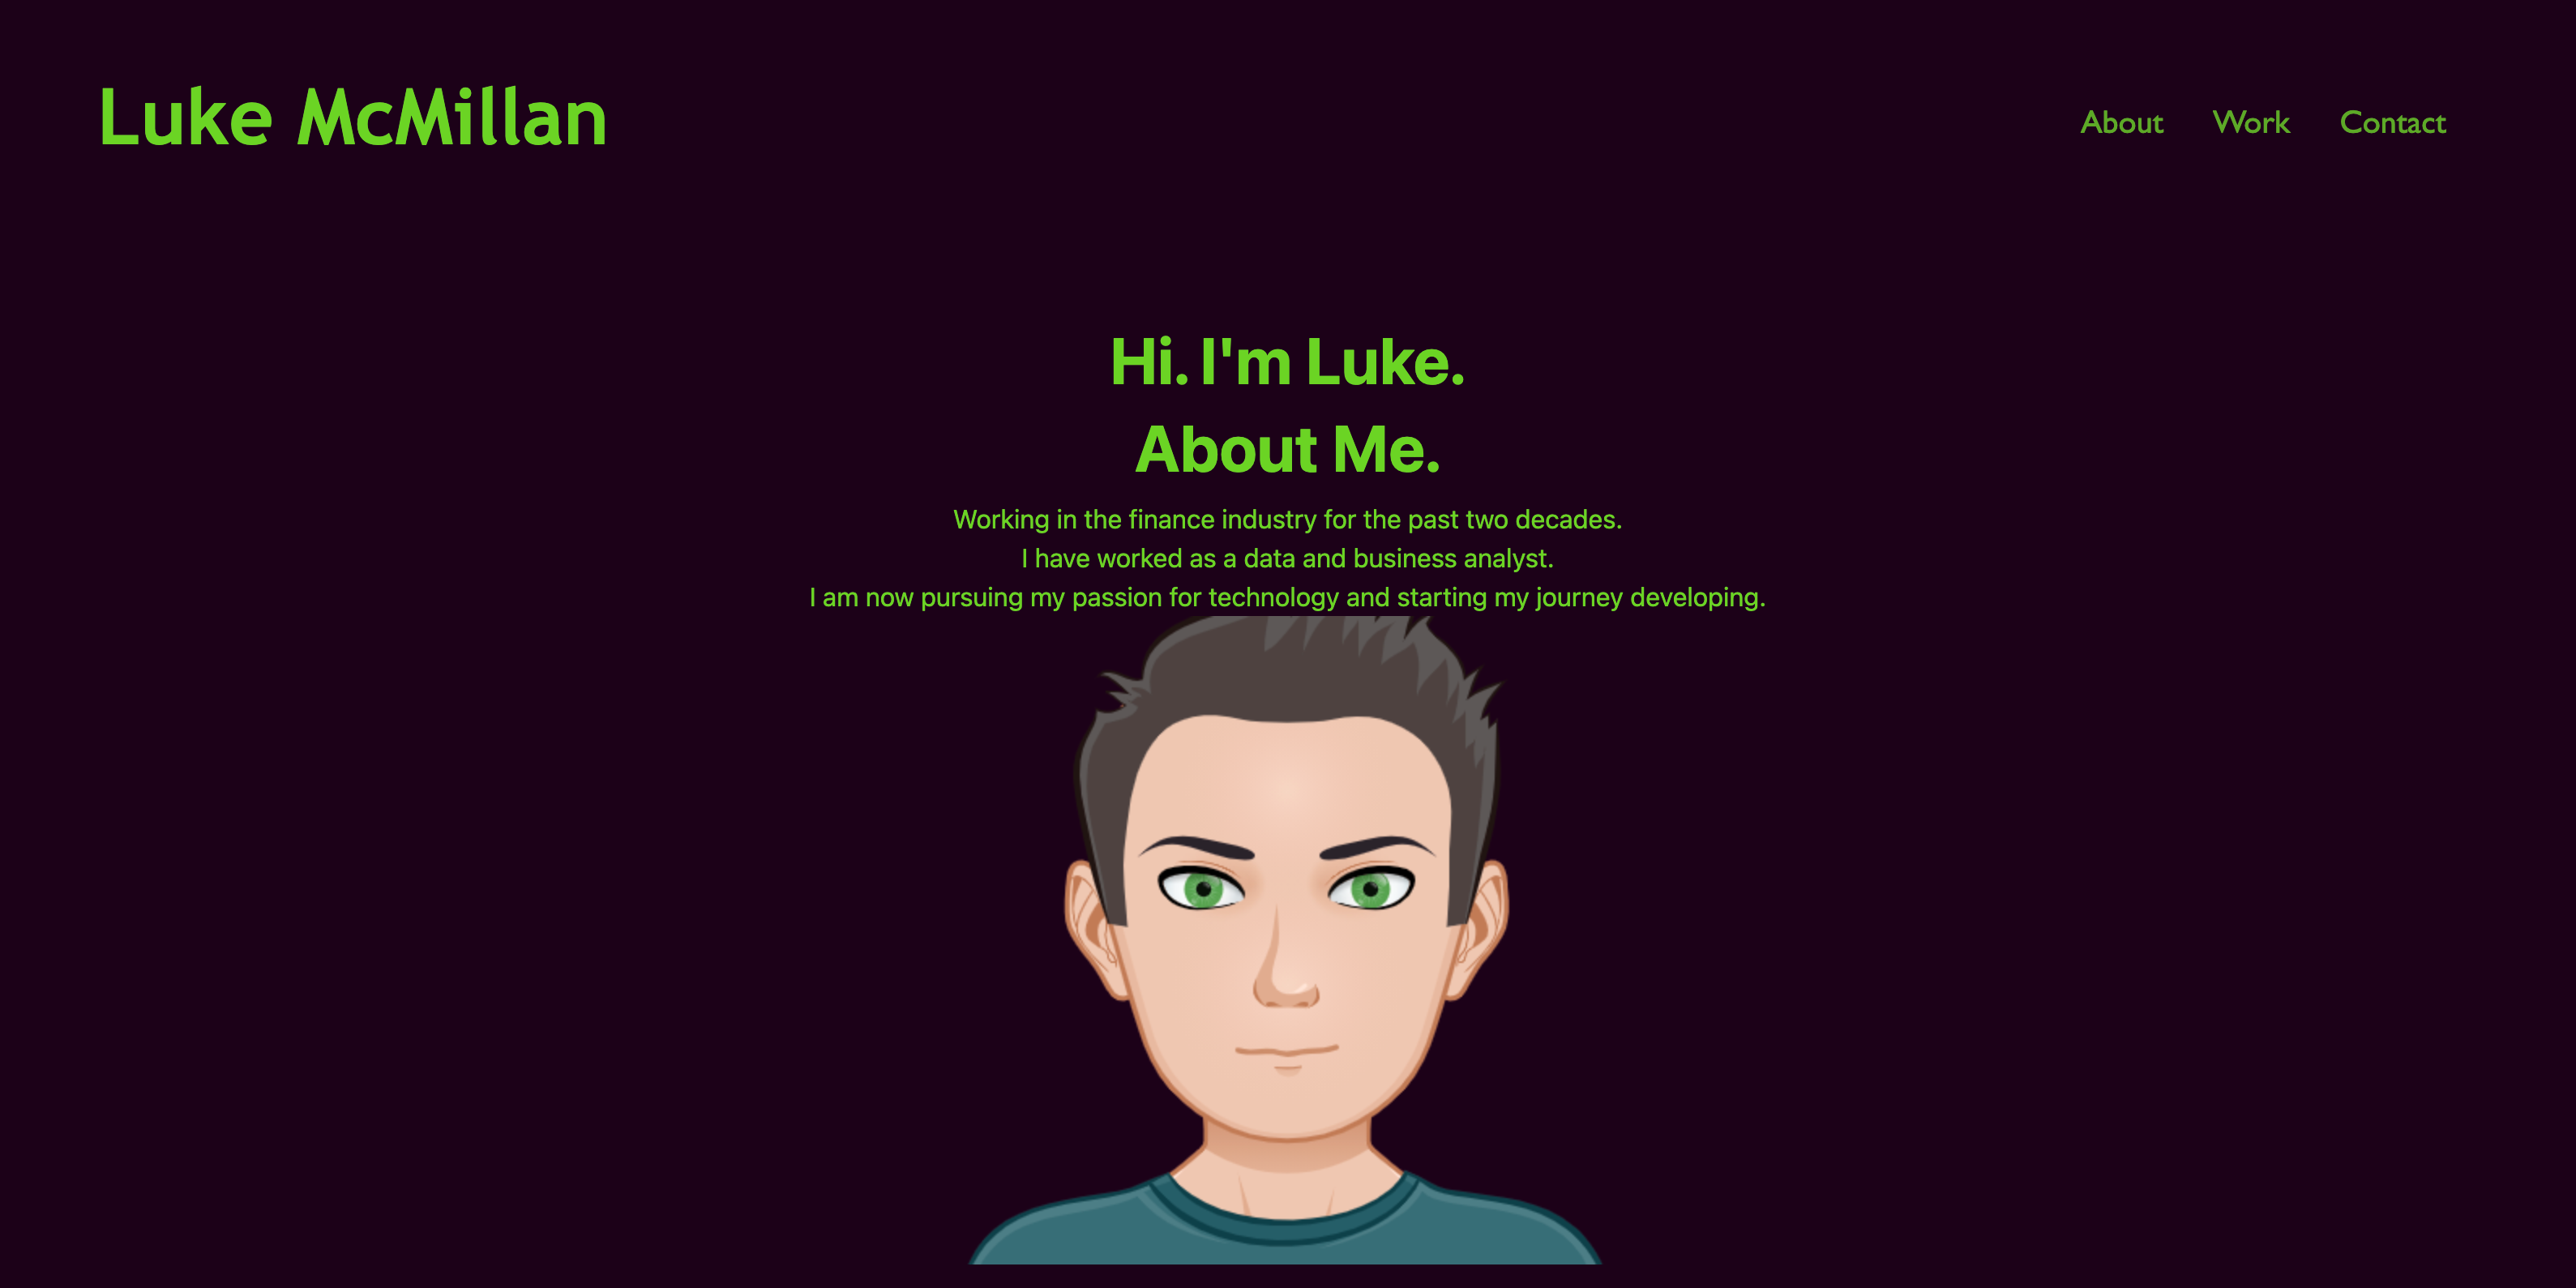 Luke McMillan
About Work Contact
Hi. I'm Luke.
About Me.
Working in the finance industry for the past two decades.
I have worked as a data and business analyst.
I am now pursuing my passion for technology and starting my journey developing.